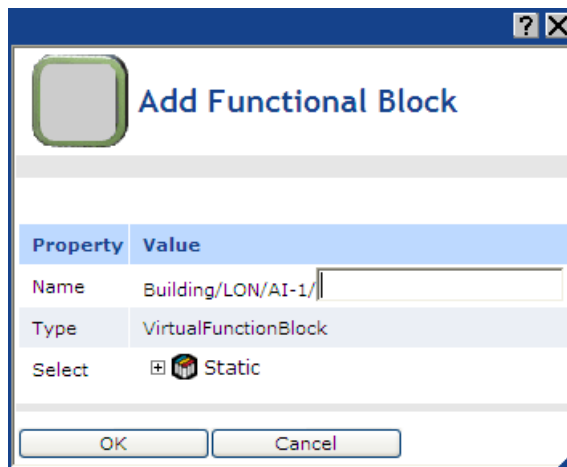 ?
Add Functional Block
Property Value
Name Building/LON/AI-1/
Type VirtualFunctionBlock
Select Static
OK Cancel